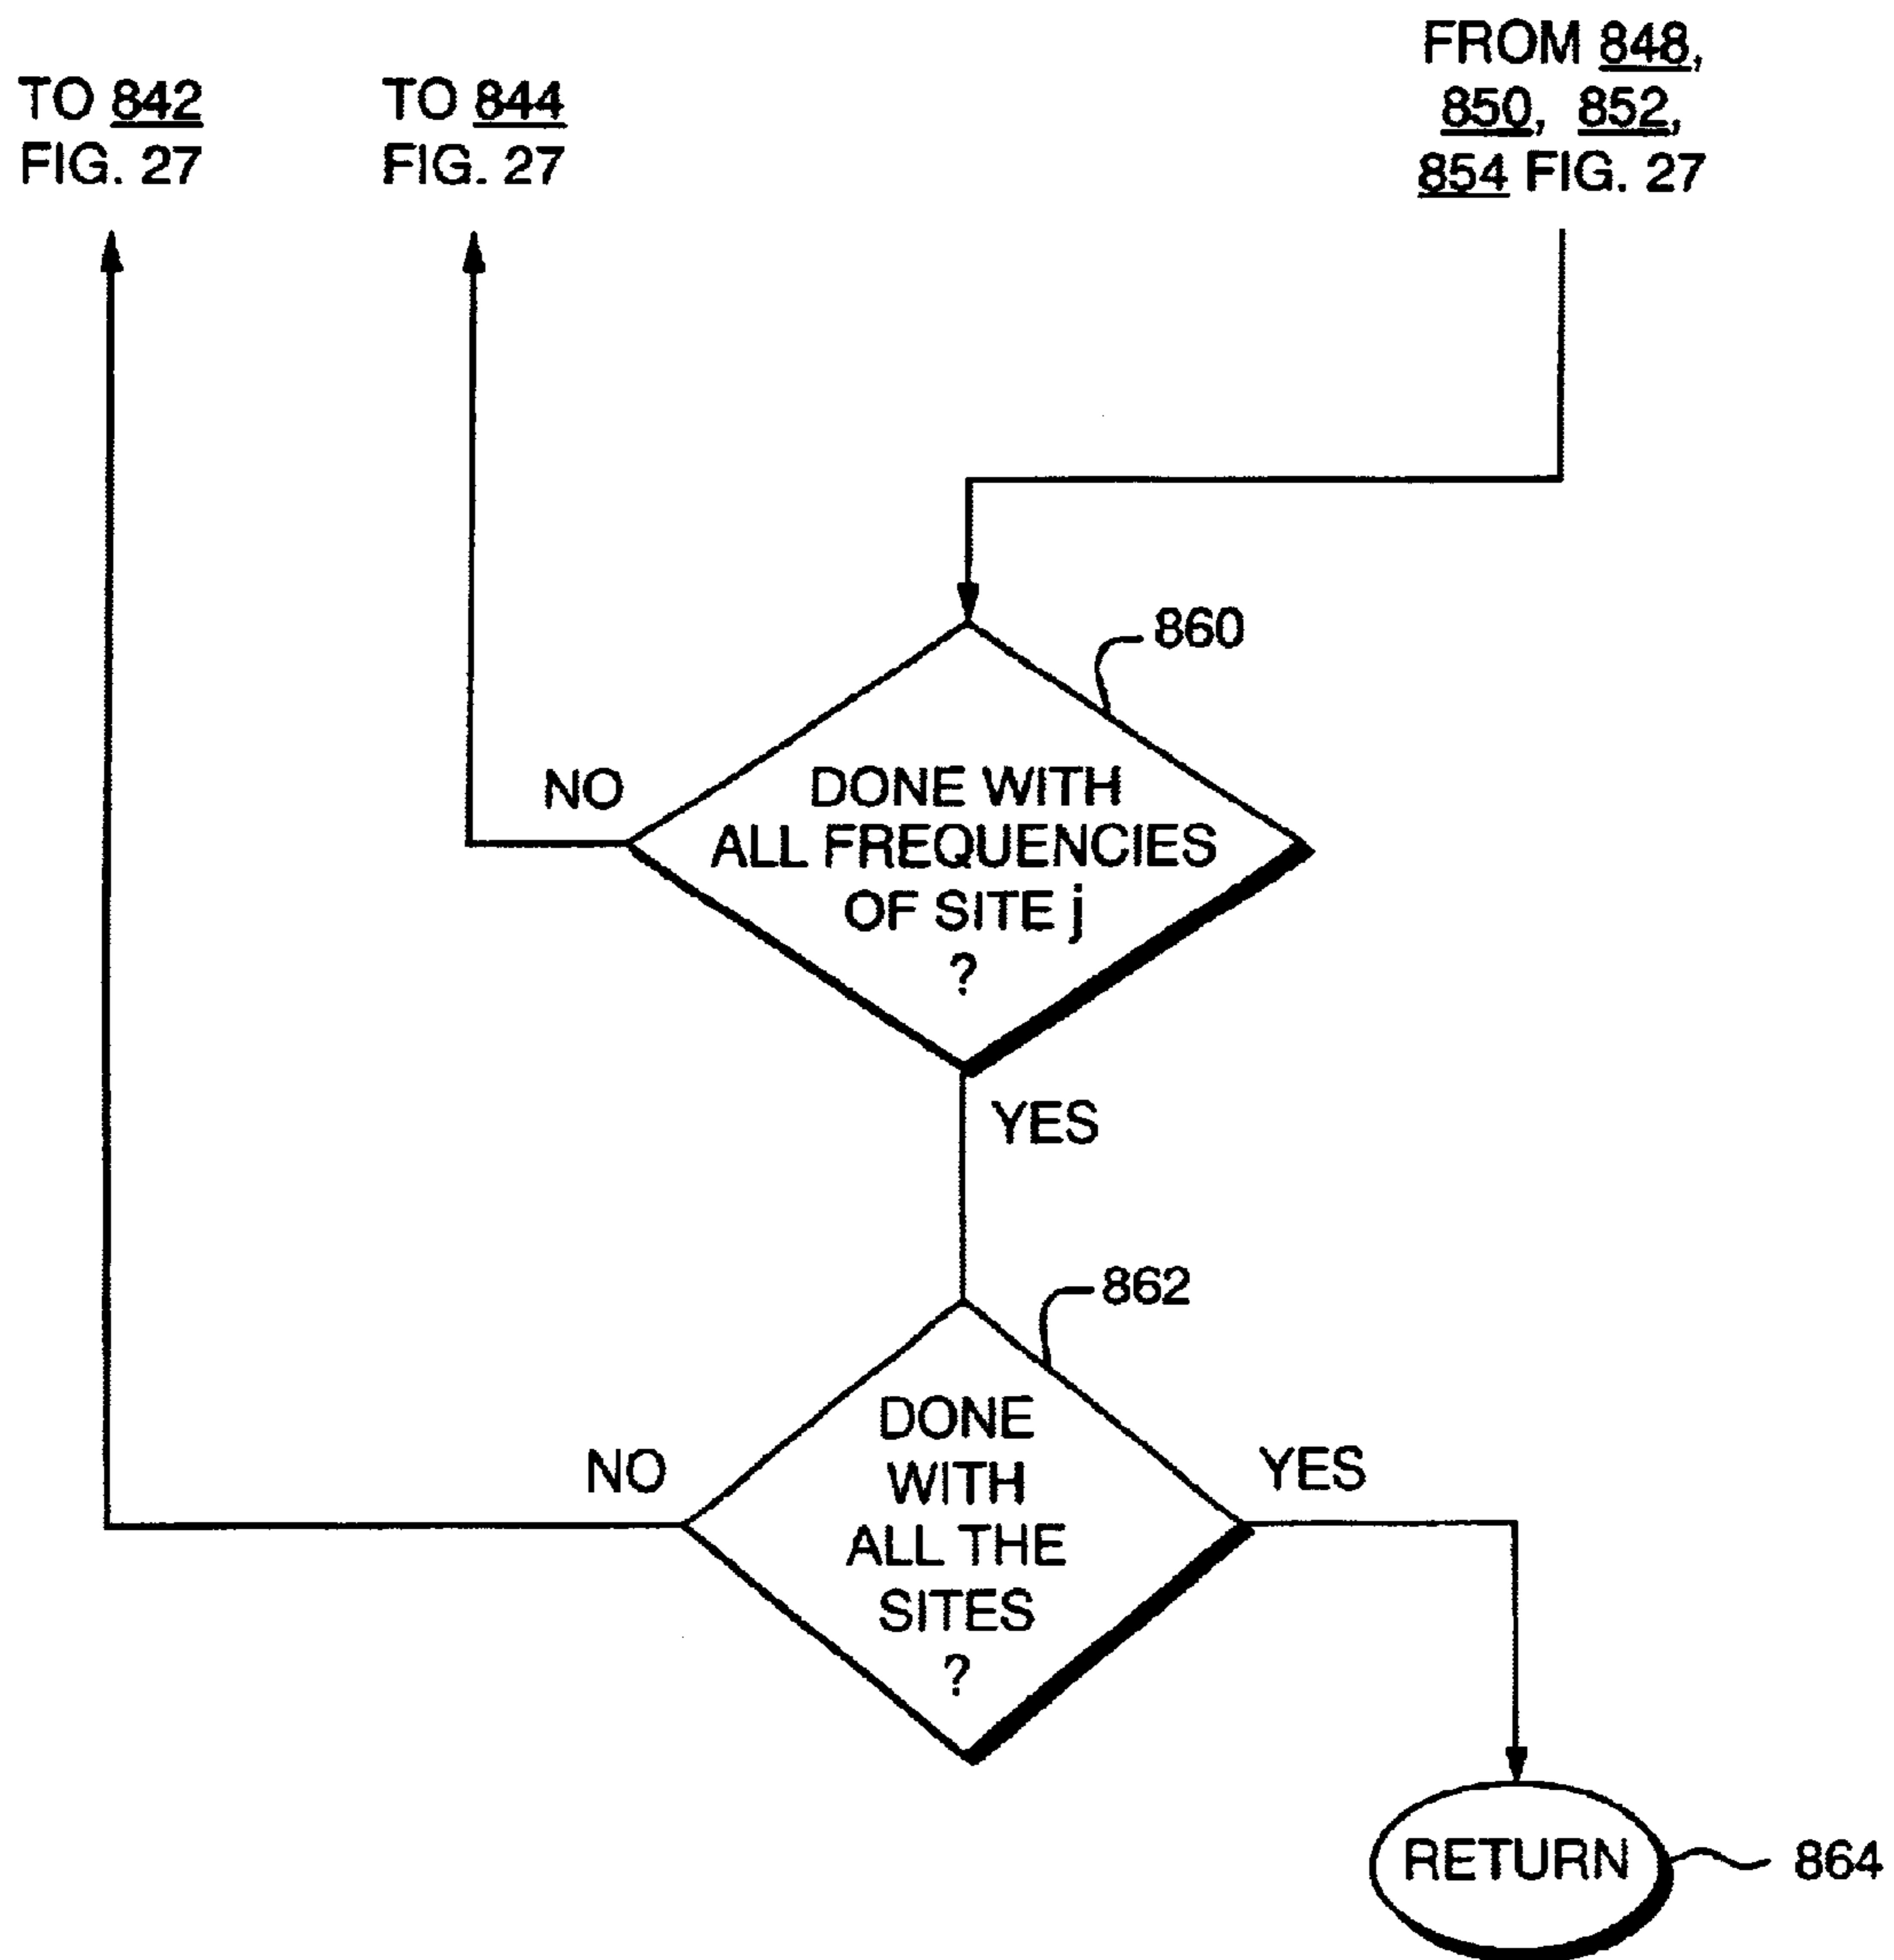 TO 842
FIG. 27
TO 844
FIG. 27
FROM 848,
850, 852,
854 FIG. 27
860
NO
DONE WITH
ALL FREQUENCIES
OF SITE j
?
YES
862
NO
DONE
WITH
ALL THE
SITES
?
YES
RETURN
864